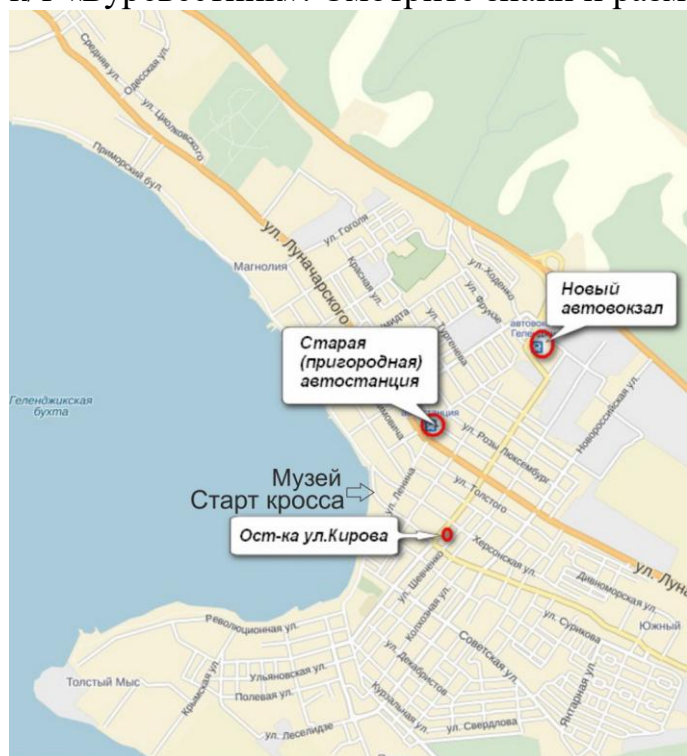 Средняя ул.
Одесская ул.
ул. Циолковского
Приморский бул.
ул. Луначарского
ул. Гоголя
Магнолия
Красная ул.
ул. Ходенко
ул. Фрунзе
Новый
автовокзал
ул. Тургенева
Старая
(пригородная)
автостанция
Геленджикская
бухта
Новороссийская ул.
ул. Розы Люксембург
Музей
Старт кросса
ул. Ленина
ул. Толстого
Ост-ка ул.Кирова
Херсонская ул.
ул. Шевченко
Дивноморская ул.
Колхозная ул.
ул. Сурикова
Южный
Революционная ул.
Советская ул.
ул. Декабристов
Ульяновская ул.
Толстый Мыс
Крымская ул.
Полевая ул.
Янтарная ул.
Курзальная ул.
ул. Свердлова
ул. Леселидзе